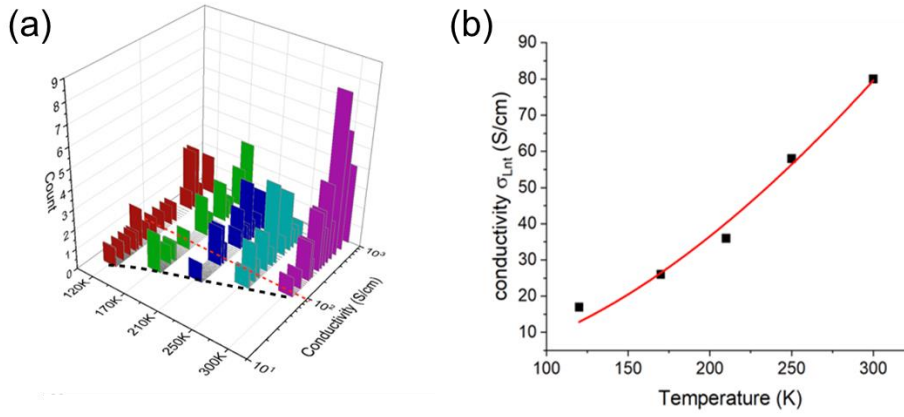 (a)
9
8
7
6
5
4
3
2
1
0
Count
120K
170K
210K
250K
300K
10¹
10²
10³
Conductivity (S/cm)
(b)
90
80
70
60
50
40
30
20
10
conductivity σLnt (S/cm)
100 150 200 250 300
Temperature (K)